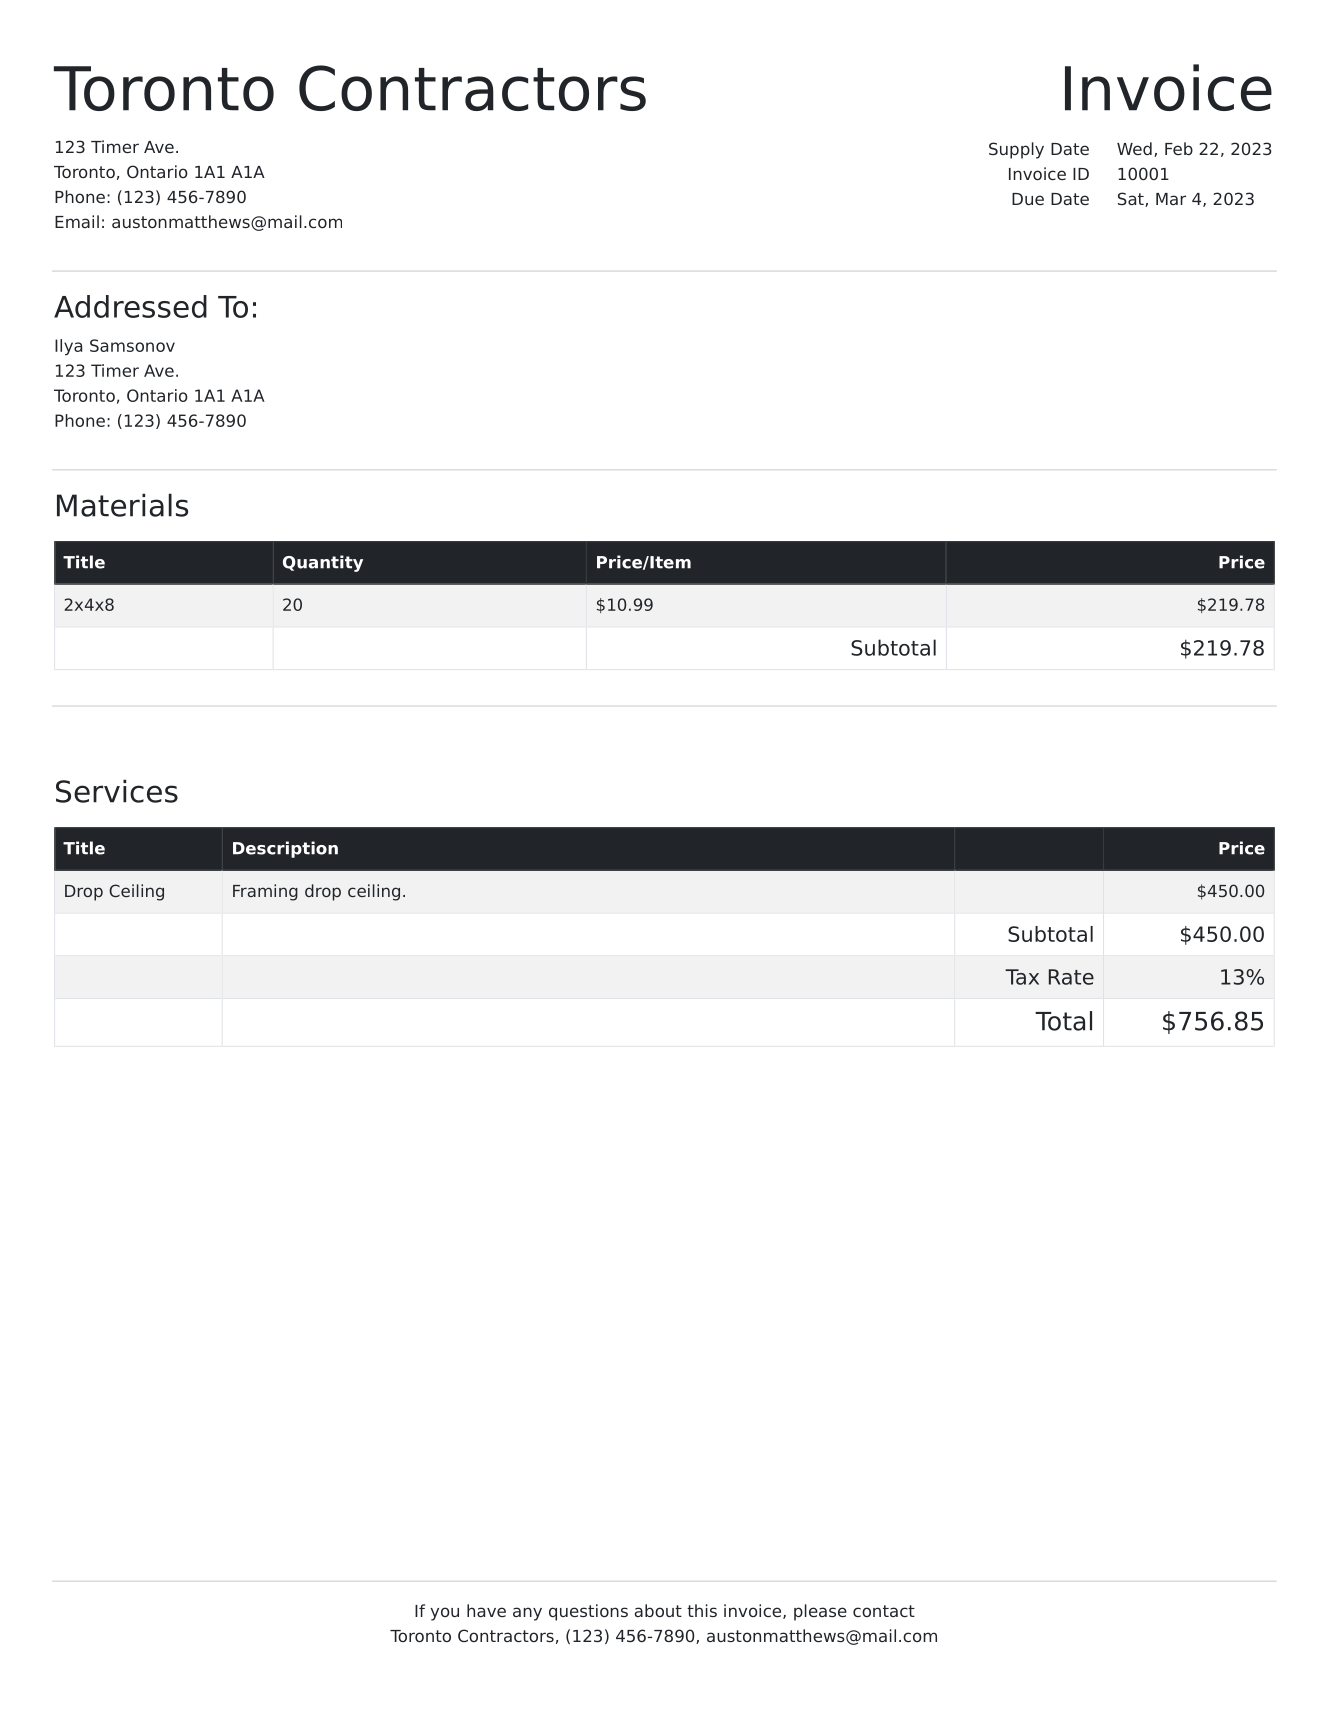 Toronto Contractors
Invoice
123 Timer Ave.
Toronto, Ontario 1A1 A1A
Phone: (123) 456-7890
Email: austonmatthews@mail.com
Supply Date Wed, Feb 22, 2023
Invoice ID 10001
Due Date Sat, Mar 4, 2023
Addressed To:
Ilya Samsonov
123 Timer Ave.
Toronto, Ontario 1A1 A1A
Phone: (123) 456-7890
Materials
Title Quantity Price/Item Price
2x4x8 20 $10.99 $219.78
Subtotal $219.78
Services
Title Description Price
Drop Ceiling Framing drop ceiling. $450.00
Subtotal $450.00
Tax Rate 13%
Total $756.85
If you have any questions about this invoice, please contact
Toronto Contractors, (123) 456-7890, austonmatthews@mail.com